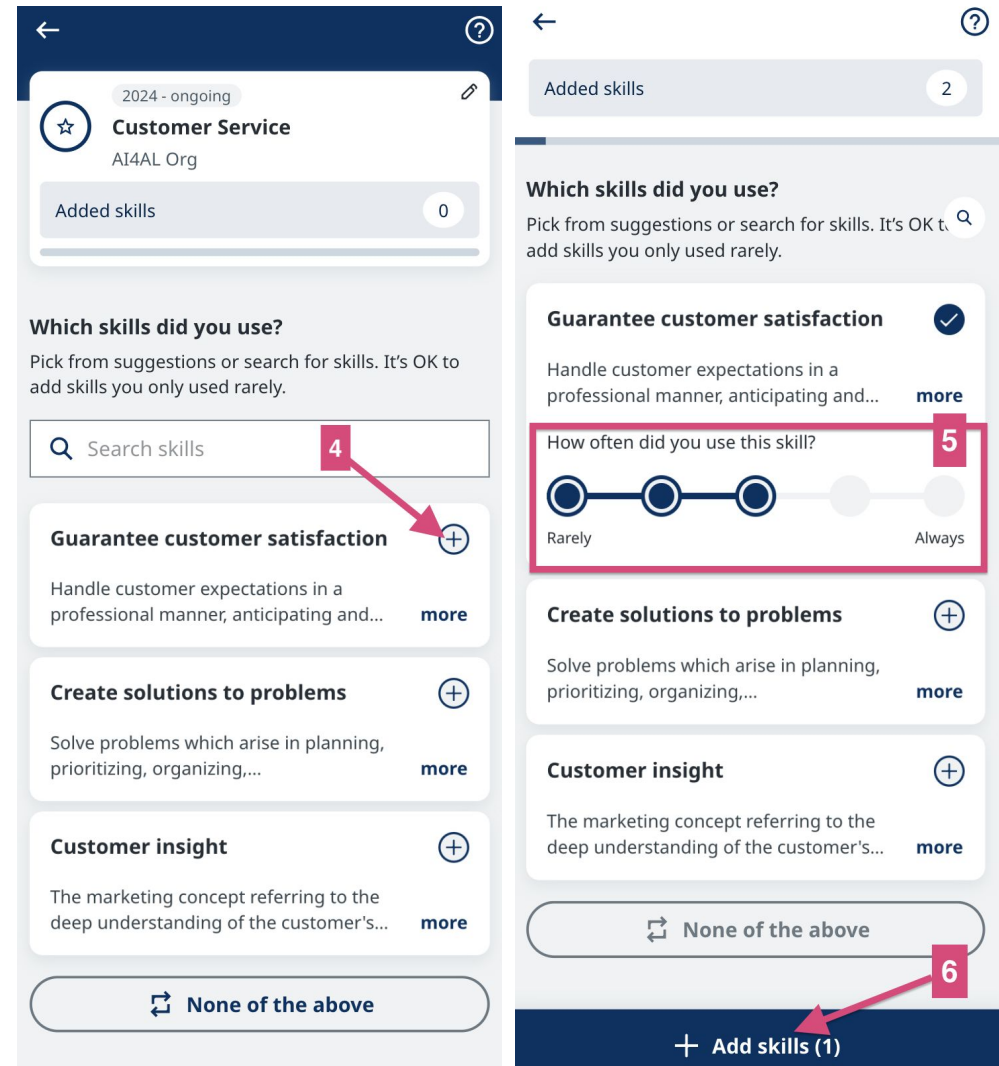 2024 - ongoing
Customer Service
AI4AL Org
Added skills
0
Which skills did you use?
Pick from suggestions or search for skills. It's OK to
add skills you only used rarely.
Search skills
4
Guarantee customer satisfaction
Handle customer expectations in a
professional manner, anticipating and...
more
Create solutions to problems
Solve problems which arise in planning,
prioritizing, organizing,...
more
Customer insight
The marketing concept referring to the
deep understanding of the customer's...
more
None of the above
Added skills
2
Which skills did you use?
Pick from suggestions or search for skills. It's OK t
add skills you only used rarely.
Guarantee customer satisfaction
Handle customer expectations in a
professional manner, anticipating and...
more
How often did you use this skill?
5
Rarely
Always
Create solutions to problems
Solve problems which arise in planning,
prioritizing, organizing,...
more
Customer insight
The marketing concept referring to the
deep understanding of the customer's...
more
None of the above
6
Add skills (1)